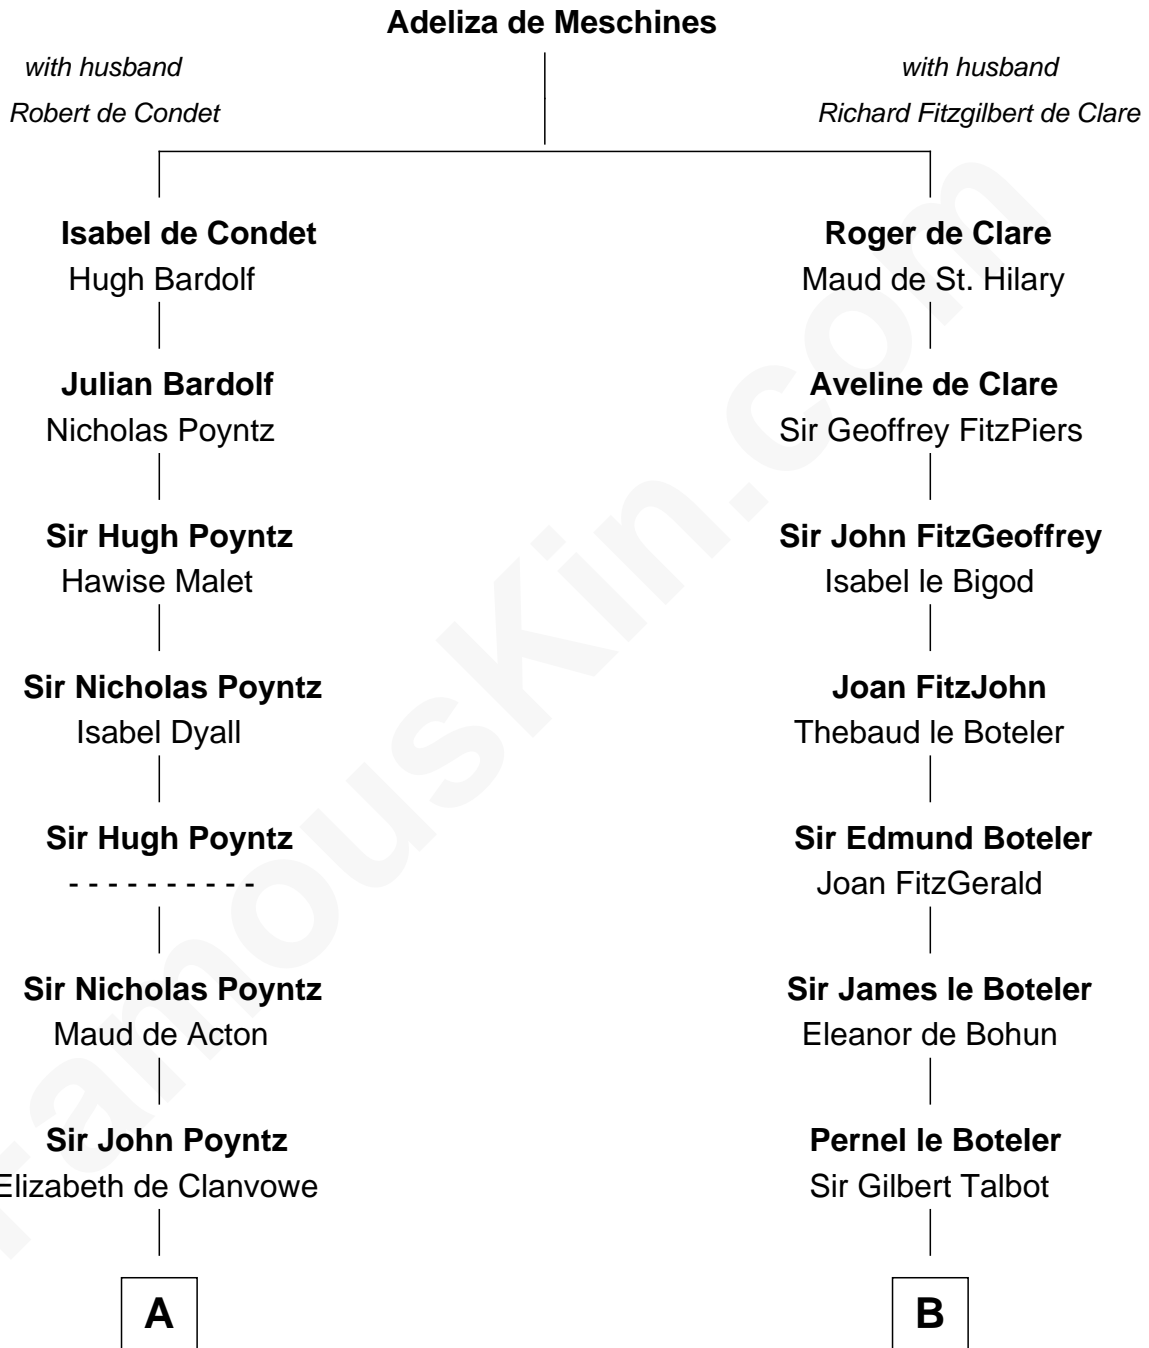 Adeliza de Meschines
with husband
Robert de Condet
with husband
Richard Fitzgilbert de Clare
Isabel de Condet
Hugh Bardolf
Roger de Clare
Maud de St. Hilary
Julian Bardolf
Nicholas Poyntz
Aveline de Clare
Sir Geoffrey FitzPiers
Sir Hugh Poyntz
Hawise Malet
Sir John FitzGeoffrey
Isabel le Bigod
Sir Nicholas Poyntz
Isabel Dyall
Joan FitzJohn
Thebaud le Boteler
Sir Hugh Poyntz
- - - - - - - - - -
Sir Edmund Boteler
Joan FitzGerald
Sir Nicholas Poyntz
Maud de Acton
Sir James le Boteler
Eleanor de Bohun
Sir John Poyntz
Elizabeth de Clanvowe
Pernel le Boteler
Sir Gilbert Talbot
A
B
FamousKin.com